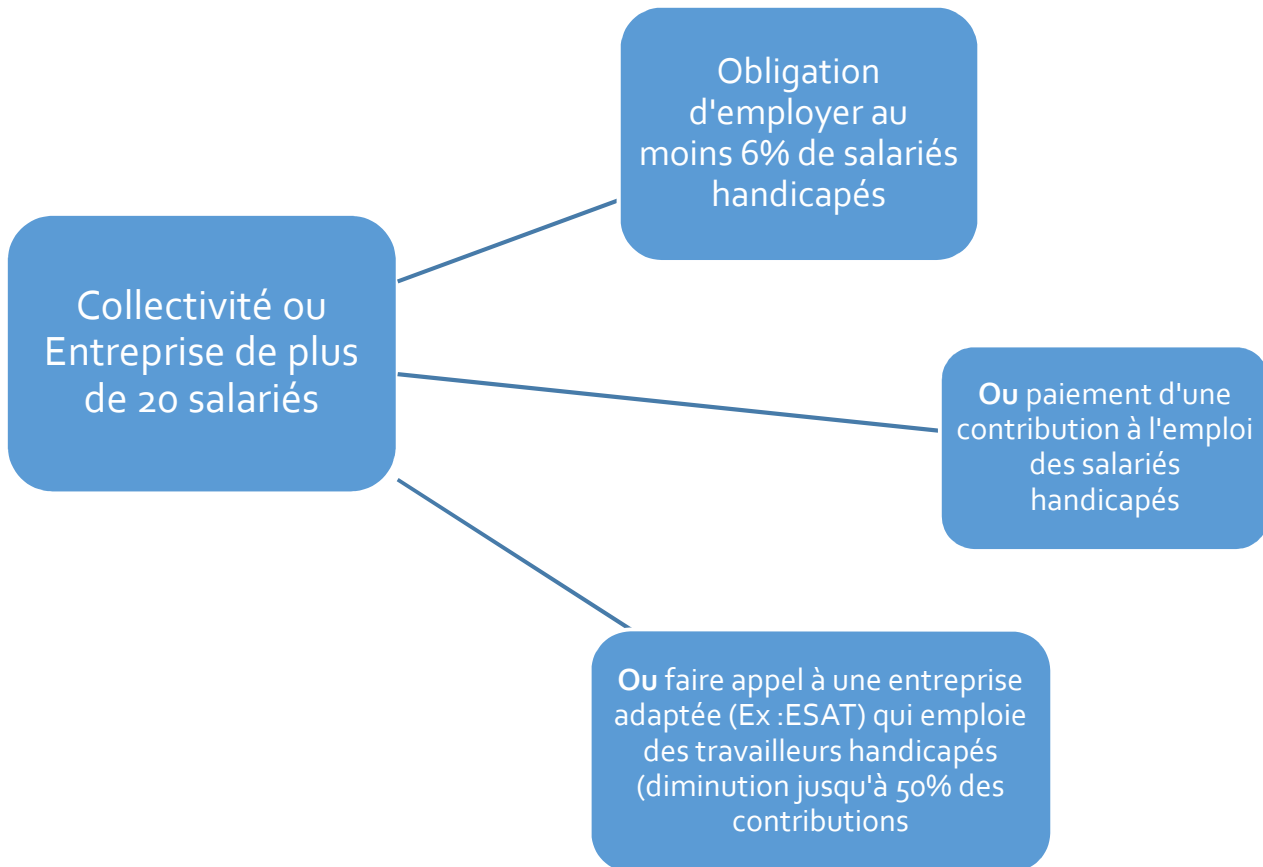 Obligation
d'employer au
moins 6% de salariés
handicapés
Collectivité ou
Entreprise de plus
de 20 salariés
Ou paiement d'une
contribution à l'emploi
des salariés
handicapés
Ou faire appel à une entreprise
adaptée (Ex :ESAT) qui emploie
des travailleurs handicapés
(diminution jusqu'à 50% des
contributions